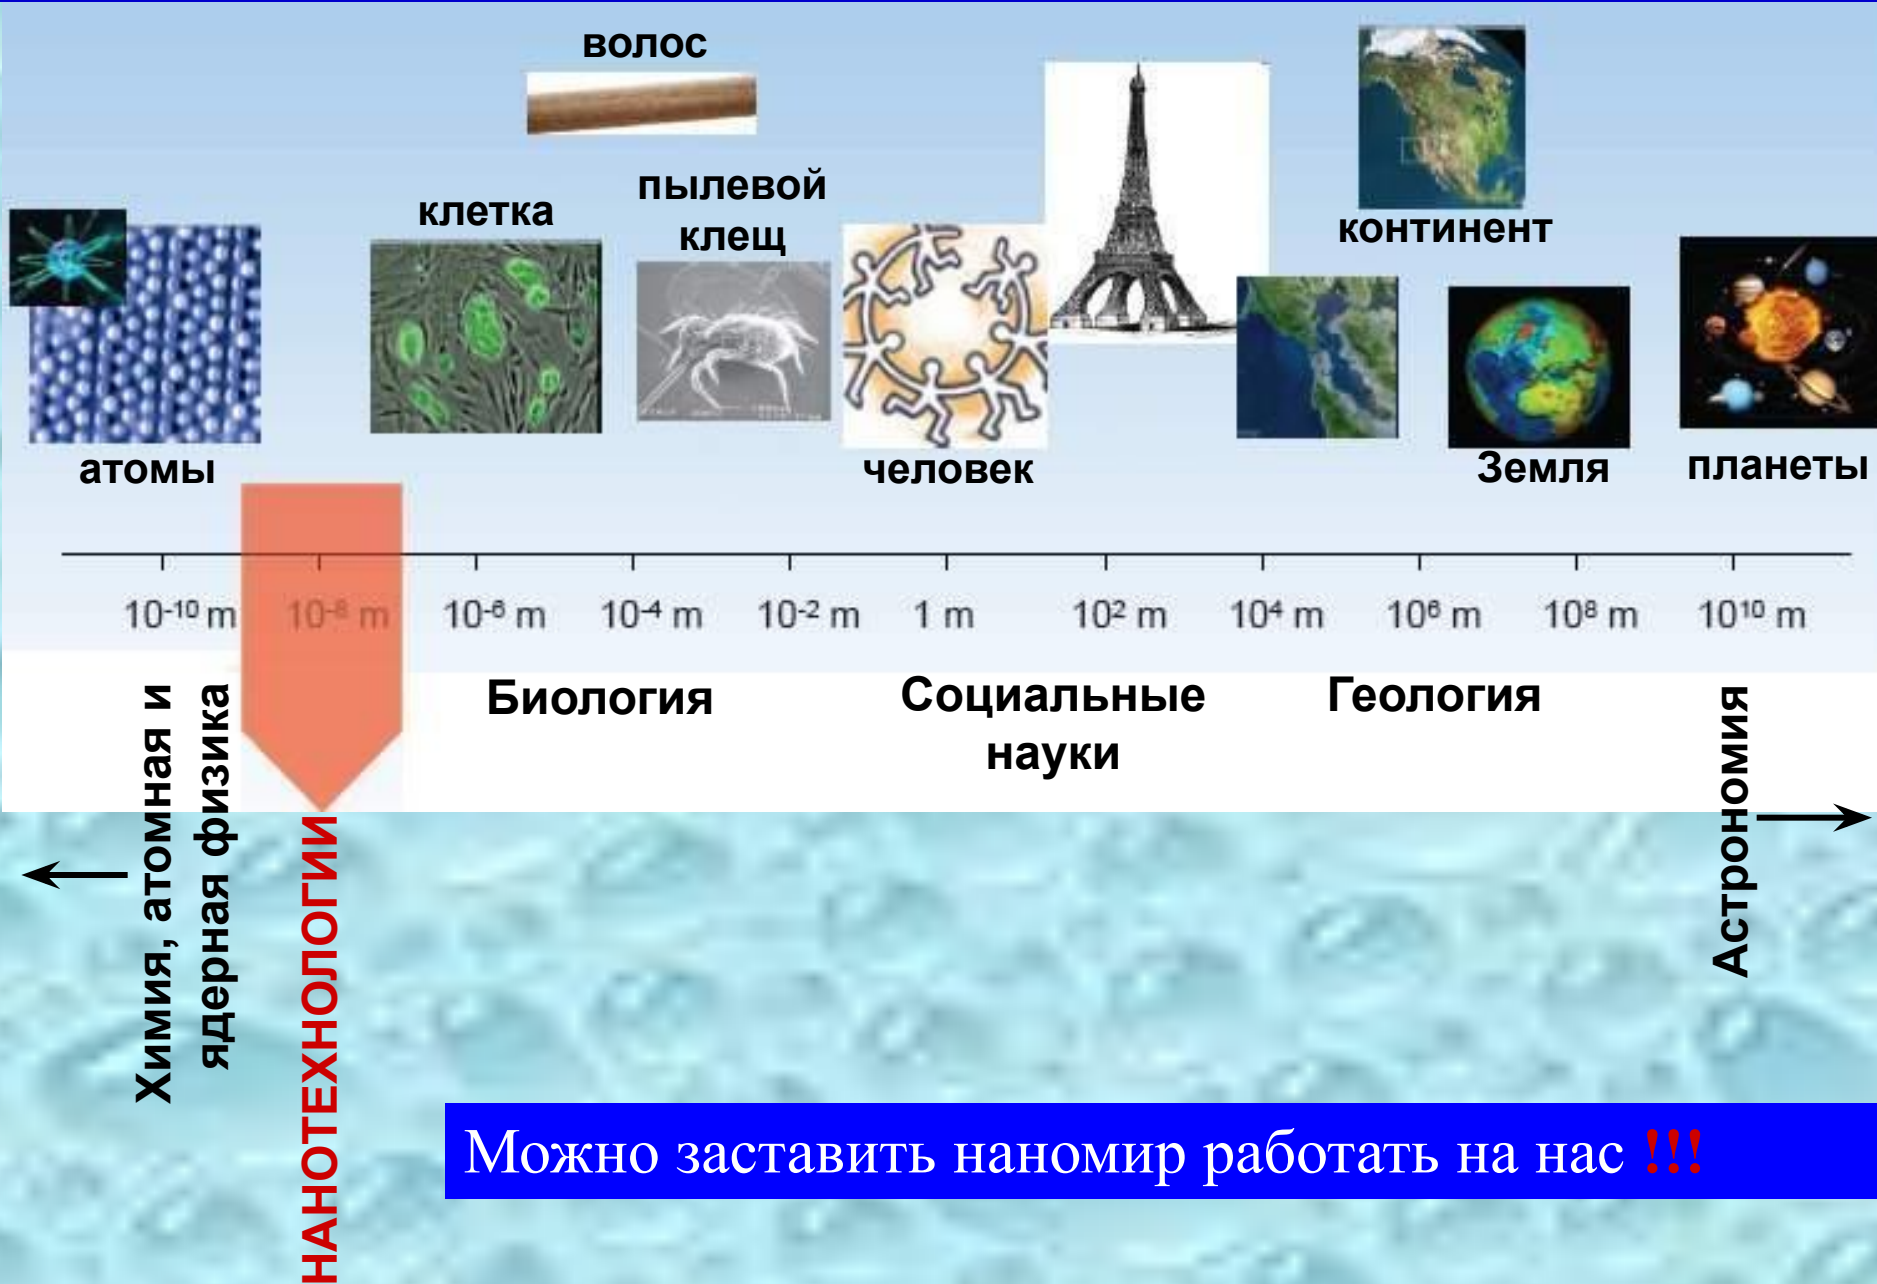 волос
пылевой
клещ
клетка
континент
атомы
человек
Земля
планеты
10⁻¹⁰ m
10⁻⁸ m
10⁻⁶ m
10⁻⁴ m
10⁻² m
1 m
10² m
10⁴ m
10⁶ m
10⁸ m
10¹⁰ m
Химия, атомная и
ядерная физика
НАНОТЕХНОЛОГИИ
Биология
Социальные
науки
Геология
Астрономия
Можно заставить наномир работать на нас !!!